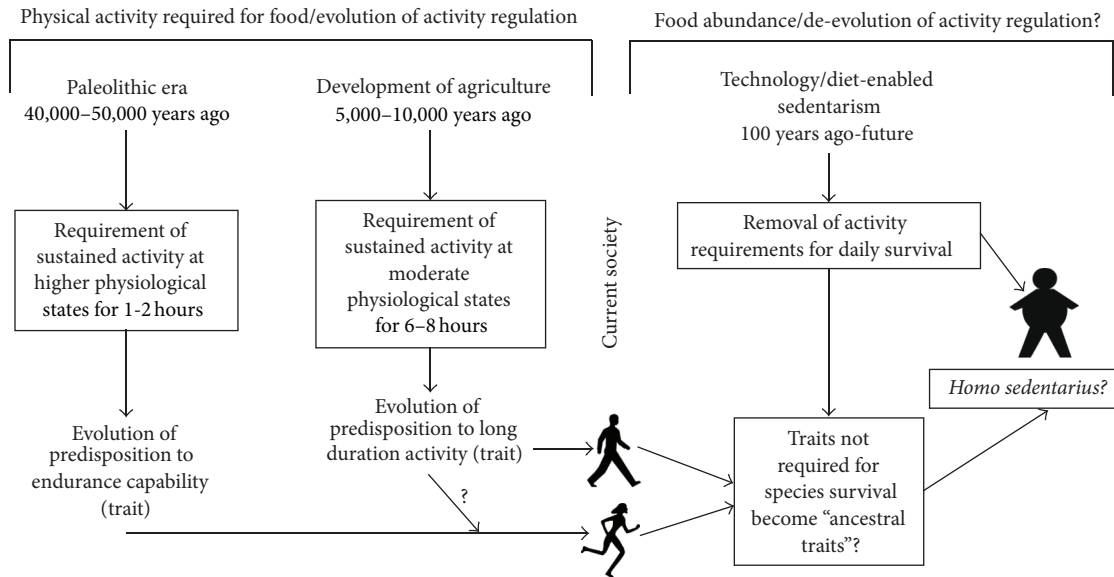 Physical activity required for food/evolution of activity regulation
Paleolithic era
40,000–50,000 years ago
Requirement of
sustained activity at
higher physiological
states for 1-2 hours
Evolution of
predisposition to
endurance capability
(trait)
Development of agriculture
5,000–10,000 years ago
Requirement of
sustained activity at
moderate
physiological states
for 6–8 hours
Evolution of
predisposition to long
duration activity (trait)
?
Current society
Food abundance/de-evolution of activity regulation?
Technology/diet-enabled
sedentarism
100 years ago-future
Removal of activity
requirements for daily survival
Traits not
required for
species survival
become “ancestral
traits”?
Homo sedentarius?